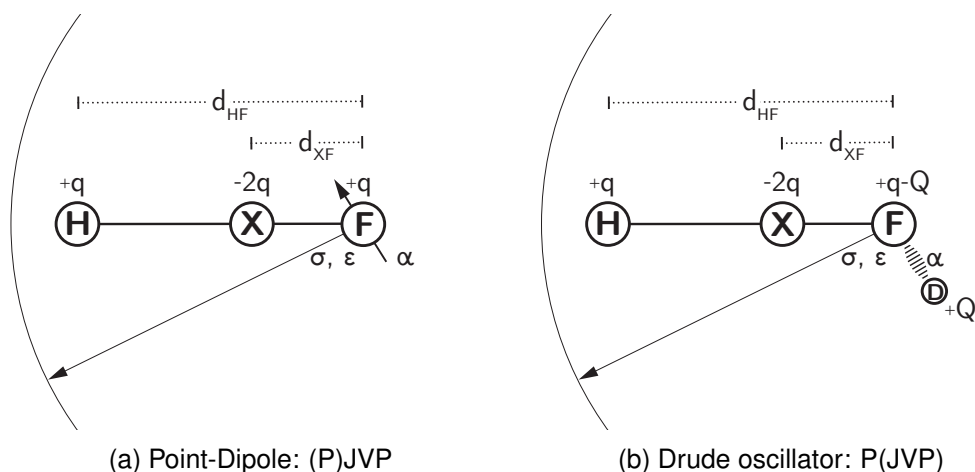 d_HF d_HF
d_XF d_XF
+q -2q +q +q -2q +q-Q
H X F H X F
σ, ε α σ, ε α
D
+Q
(a) Point-Dipole: (P)JVP (b) Drude oscillator: P(JVP)